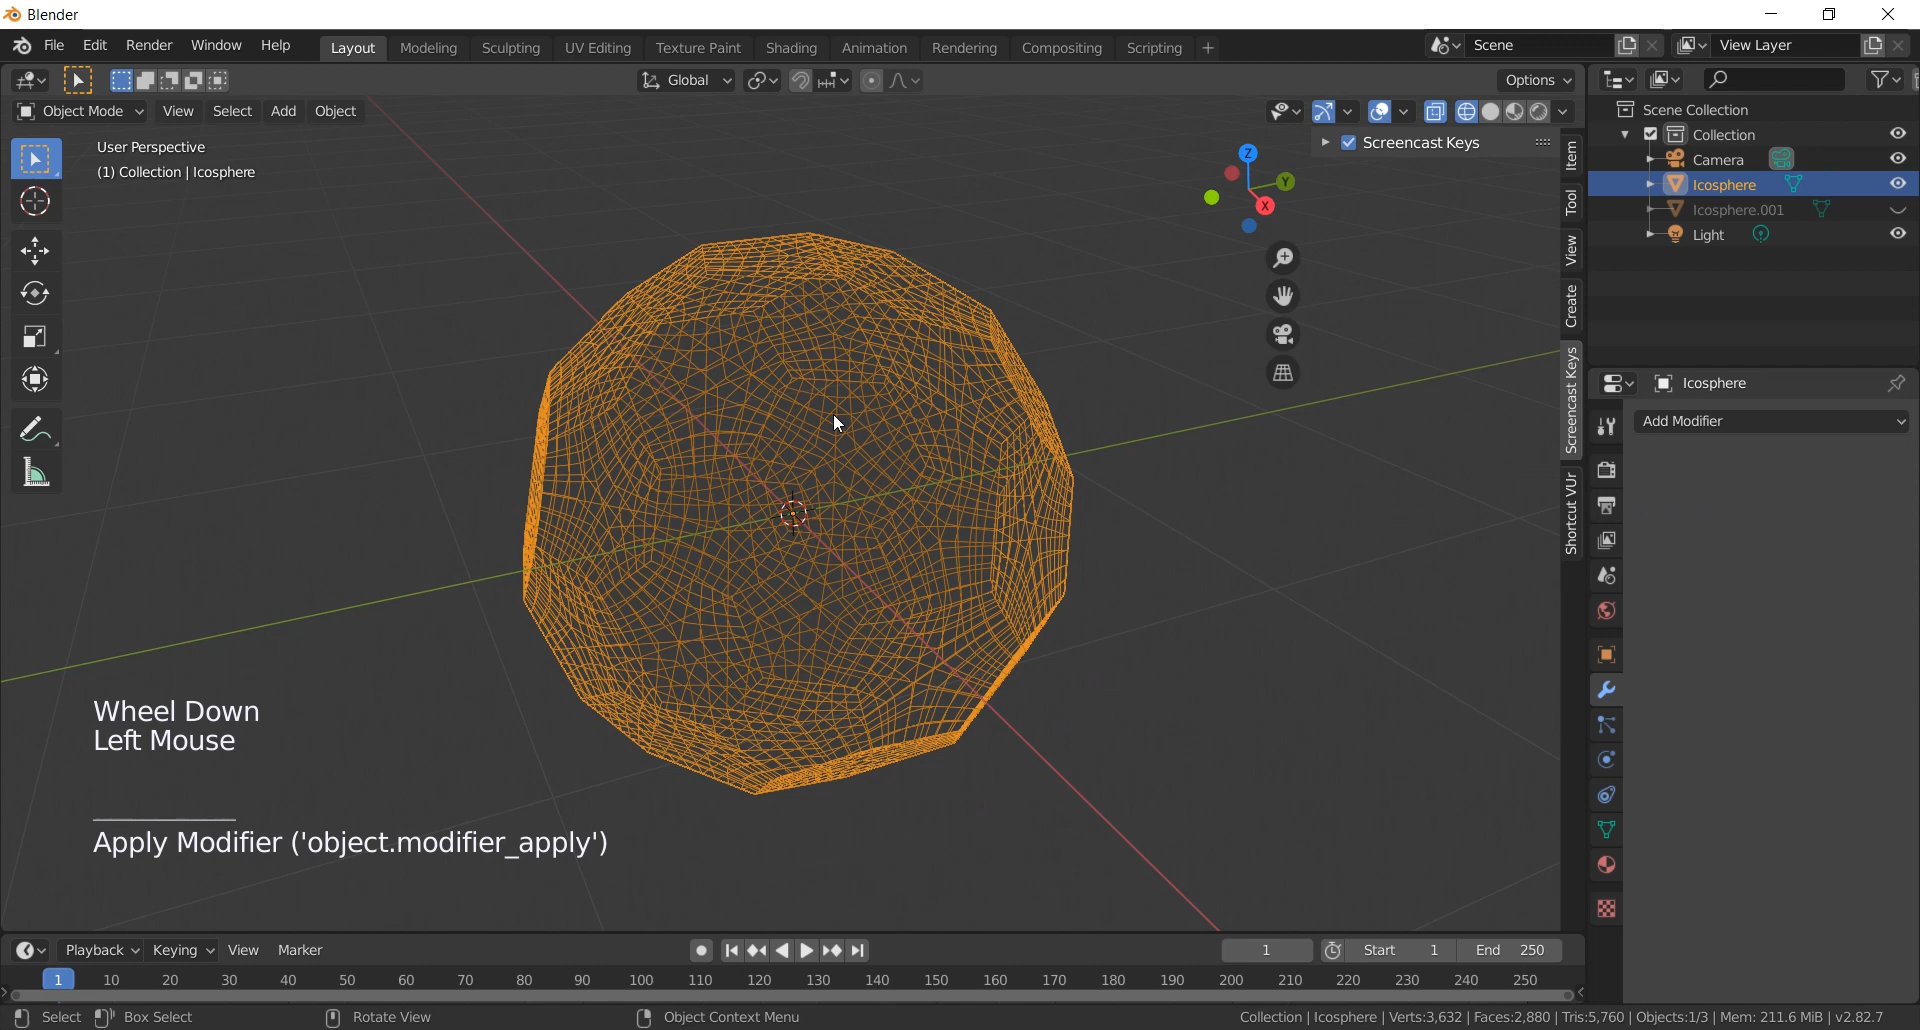 Blender
File Edit Render Window Help Layout Modeling Sculpting UV Editing Texture Paint Shading Animation Rendering Compositing Scripting + Scene View Layer
Global Options
Object Mode View Select Add Object
User Perspective
(1) Collection | Icosphere
Screencast Keys
Z
Y
X
Item
Tool
View
Create
Screencast Keys
Shortcut VUr
Scene Collection
Collection
Camera
Icosphere
Icosphere.001
Light
Icosphere
Add Modifier
Wheel Down
Left Mouse
Apply Modifier ('object.modifier_apply')
Playback Keying View Marker 1 Start 1 End 250
1 10 20 30 40 50 60 70 80 90 100 110 120 130 140 150 160 170 180 190 200 210 220 230 240 250
Select Box Select Rotate View Object Context Menu Collection | Icosphere | Verts:3,632 | Faces:2,880 | Tris:5,760 | Objects:1/3 | Mem: 211.6 MiB | v2.82.7